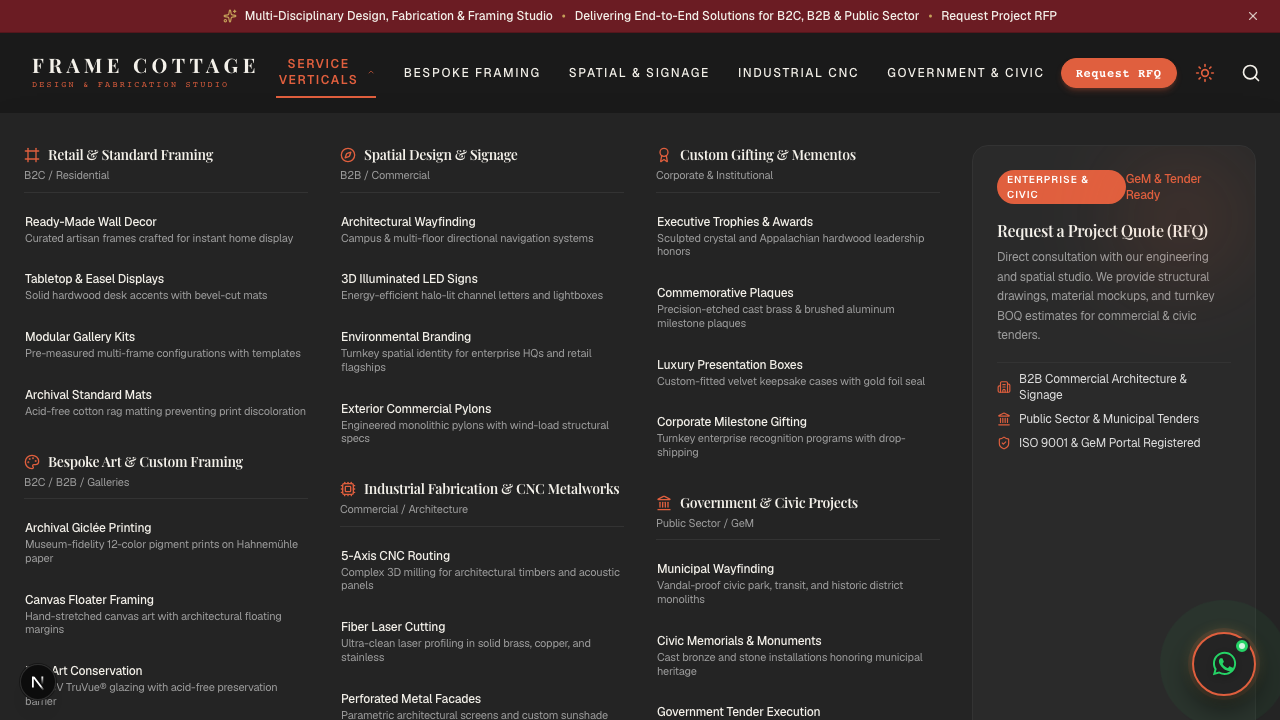 Multi-Disciplinary Design, Fabrication & Framing Studio • Delivering End-to-End Solutions for B2C, B2B & Public Sector • Request Project RFP
FRAME COTTAGE
DESIGN & FABRICATION STUDIO
SERVICE
VERTICALS
BESPOKE FRAMING
SPATIAL & SIGNAGE
INDUSTRIAL CNC
GOVERNMENT & CIVIC
Request RFQ
Retail & Standard Framing
B2C / Residential
Ready-Made Wall Decor
Curated artisan frames crafted for instant home display
Tabletop & Easel Displays
Solid hardwood desk accents with bevel-cut mats
Modular Gallery Kits
Pre-measured multi-frame configurations with templates
Archival Standard Mats
Acid-free cotton rag matting preventing print discoloration
Bespoke Art & Custom Framing
B2C / B2B / Galleries
Archival Giclée Printing
Museum-fidelity 12-color pigment prints on Hahnemühle
paper
Canvas Floater Framing
Hand-stretched canvas art with architectural floating
margins
Art Conservation
V TruVue® glazing with acid-free preservation
barrier
N
Spatial Design & Signage
B2B / Commercial
Architectural Wayfinding
Campus & multi-floor directional navigation systems
3D Illuminated LED Signs
Energy-efficient halo-lit channel letters and lightboxes
Environmental Branding
Turnkey spatial identity for enterprise HQs and retail
flagships
Exterior Commercial Pylons
Engineered monolithic pylons with wind-load structural
specs
Industrial Fabrication & CNC Metalworks
Commercial / Architecture
5-Axis CNC Routing
Complex 3D milling for architectural timbers and acoustic
panels
Fiber Laser Cutting
Ultra-clean laser profiling in solid brass, copper, and
stainless
Perforated Metal Facades
Parametric architectural screens and custom sunshade
Custom Gifting & Mementos
Corporate & Institutional
Executive Trophies & Awards
Sculpted crystal and Appalachian hardwood leadership
honors
Commemorative Plaques
Precision-etched cast brass & brushed aluminum
milestone plaques
Luxury Presentation Boxes
Custom-fitted velvet keepsake cases with gold foil seal
Corporate Milestone Gifting
Turnkey enterprise recognition programs with drop-
shipping
Government & Civic Projects
Public Sector / GeM
Municipal Wayfinding
Vandal-proof civic park, transit, and historic district
monoliths
Civic Memorials & Monuments
Cast bronze and stone installations honoring municipal
heritage
Government Tender Execution
ENTERPRISE &
CIVIC
GeM & Tender
Ready
Request a Project Quote (RFQ)
Direct consultation with our engineering
and spatial studio. We provide structural
drawings, material mockups, and turnkey
BOQ estimates for commercial & civic
tenders.
B2B Commercial Architecture &
Signage
Public Sector & Municipal Tenders
ISO 9001 & GeM Portal Registered